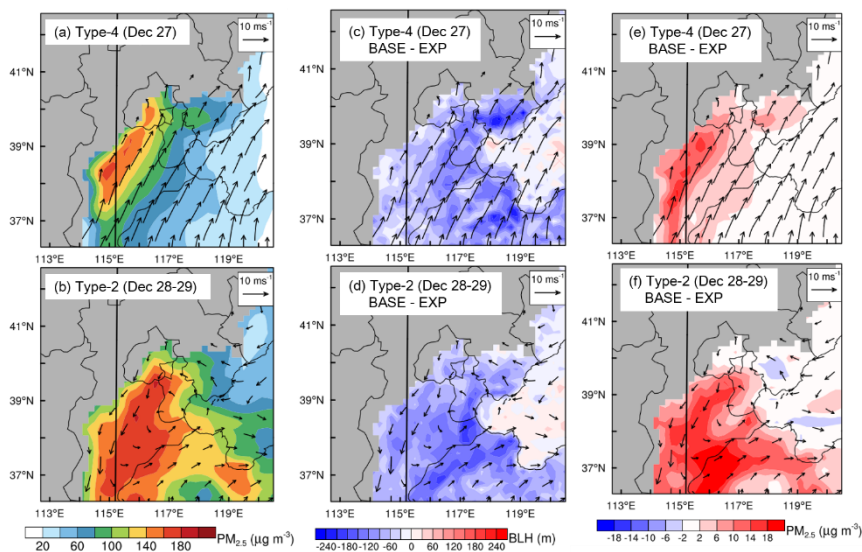 (a) Type-4 (Dec 27)
10 ms-1
(c) Type-4 (Dec 27)
BASE - EXP
10 ms-1
(e) Type-4 (Dec 27)
BASE - EXP
10 ms-1
41°N
39°N
37°N
113°E 115°E 117°E 119°E
41°N
39°N
37°N
113°E 115°E 117°E 119°E
41°N
39°N
37°N
113°E 115°E 117°E 119°E
(b) Type-2 (Dec 28-29)
10 ms-1
(d) Type-2 (Dec 28-29)
BASE - EXP
10 ms-1
(f) Type-2 (Dec 28-29)
BASE - EXP
10 ms-1
41°N
39°N
37°N
113°E 115°E 117°E 119°E
41°N
39°N
37°N
113°E 115°E 117°E 119°E
41°N
39°N
37°N
113°E 115°E 117°E 119°E
20 60 100 140 180 PM2.5 (μg m-3)
-240 -180 -120 -60 0 60 120 180 240 BLH (m)
-18 -14 -10 -6 -2 2 6 10 14 18 PM2.5 (μg m-3)